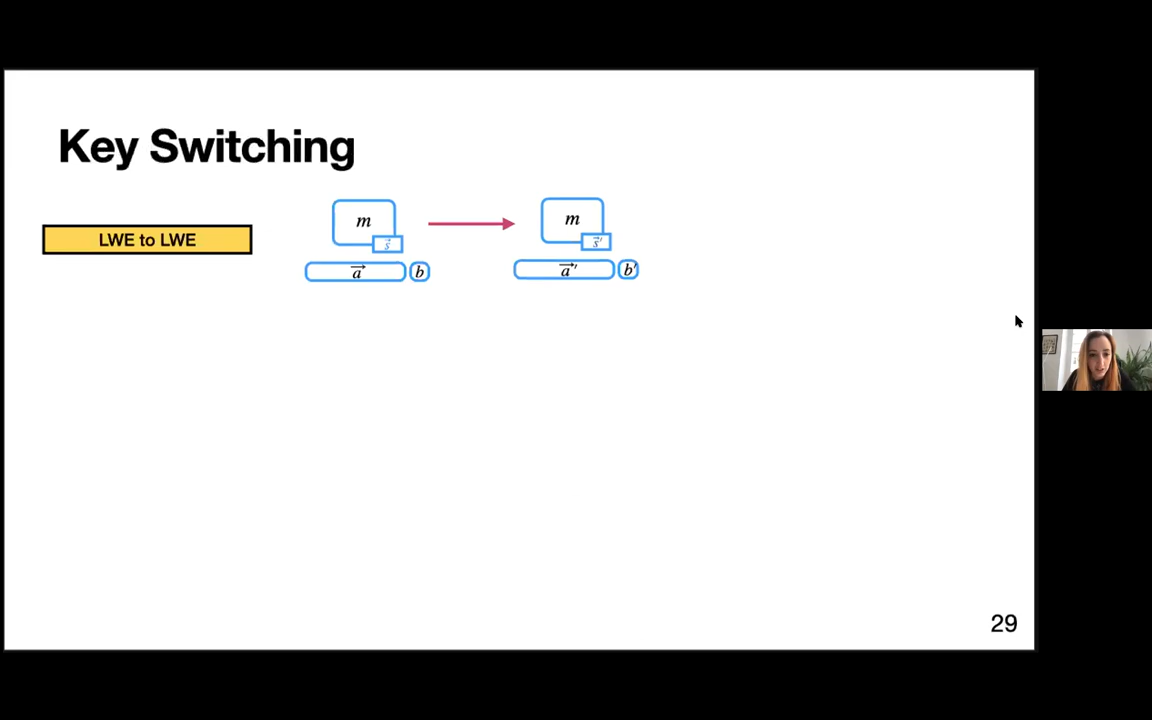 Key Switching
LWE to LWE
m
s⃗
a⃗ b
m
s⃗′
a⃗′ b′
29